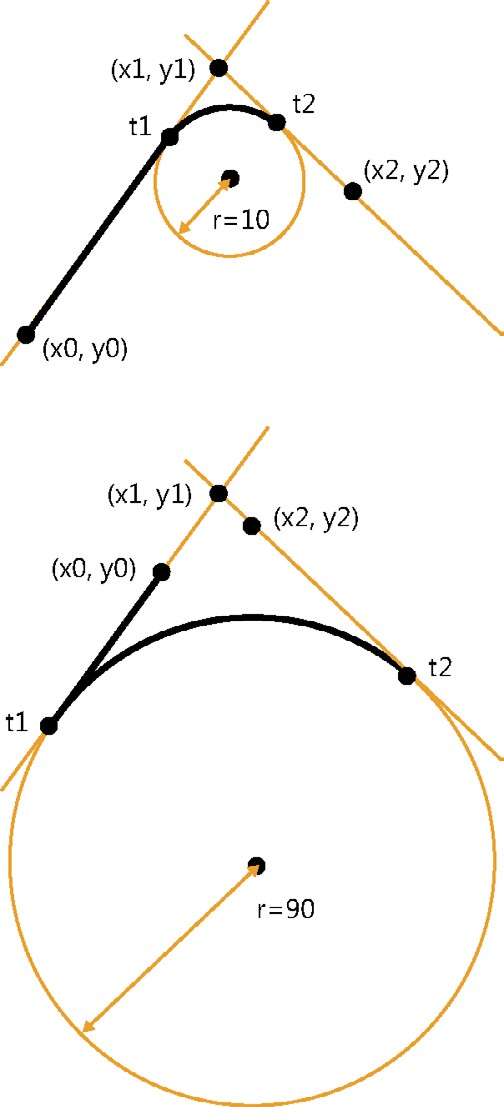 (x1, y1)
t2
t1
(x2, y2)
r=10
(x0, y0)
(x1, y1)
(x2, y2)
(x0, y0)
t2
t1
r=90